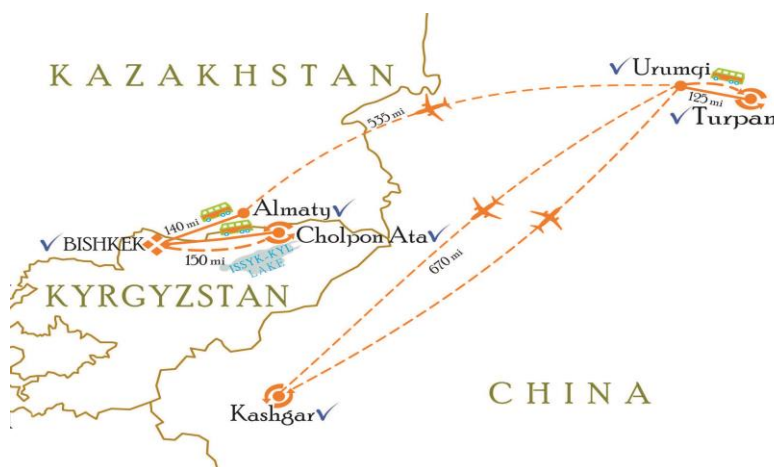 KAZAKHSTAN
Urumqi
125 mi
Turpan
535 mi
Almaty
140 mi
BISHKEK
Cholpon Ata
150 mi
ISSYK-KYL
LAKE
KYRGYZSTAN
670 mi
Kashgar
CHINA